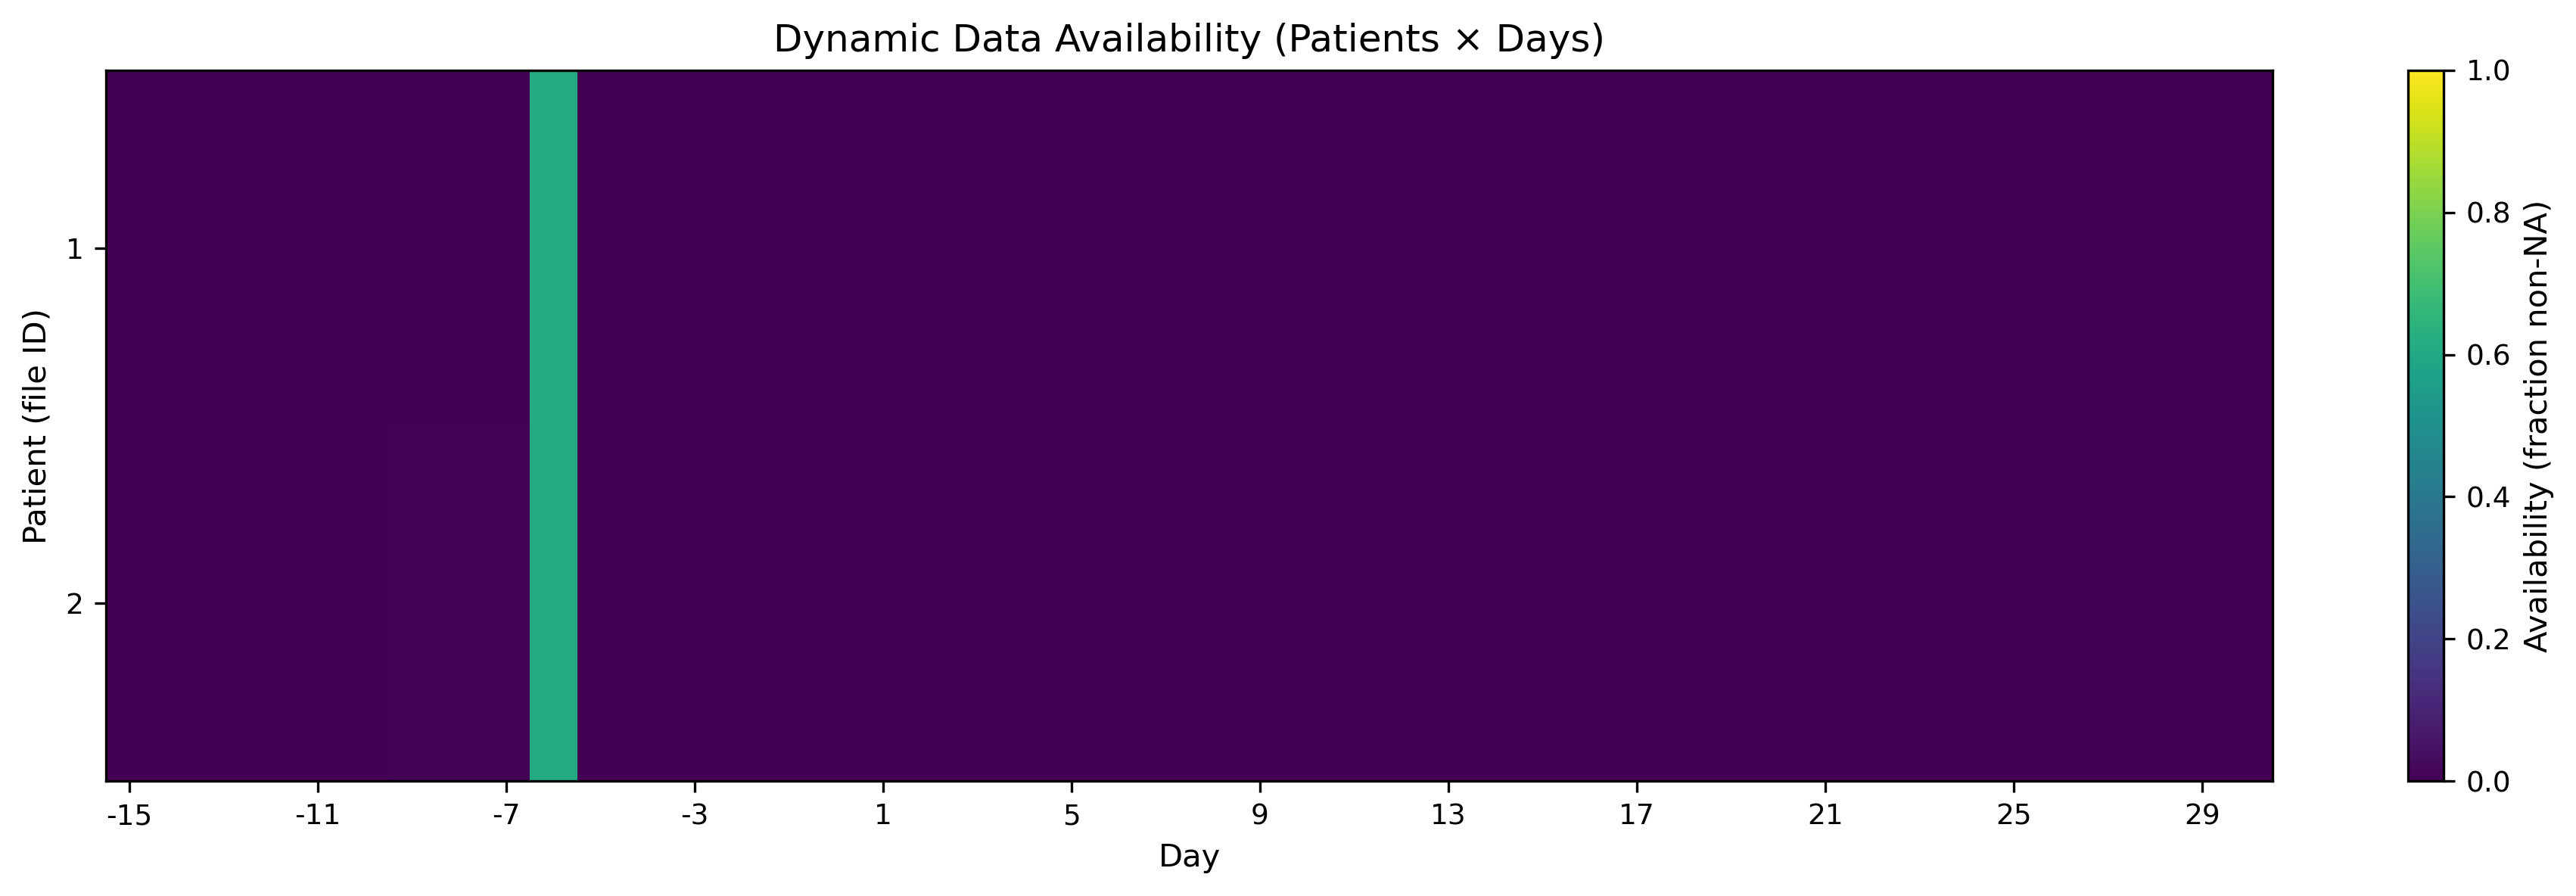 Dynamic Data Availability (Patients × Days)
1.0
0.8
0.6
0.4
0.2
0.0
Availability (fraction non-NA)
Patient (file ID)
1
2
-15 -11 -7 -3 1 5 9 13 17 21 25 29
Day